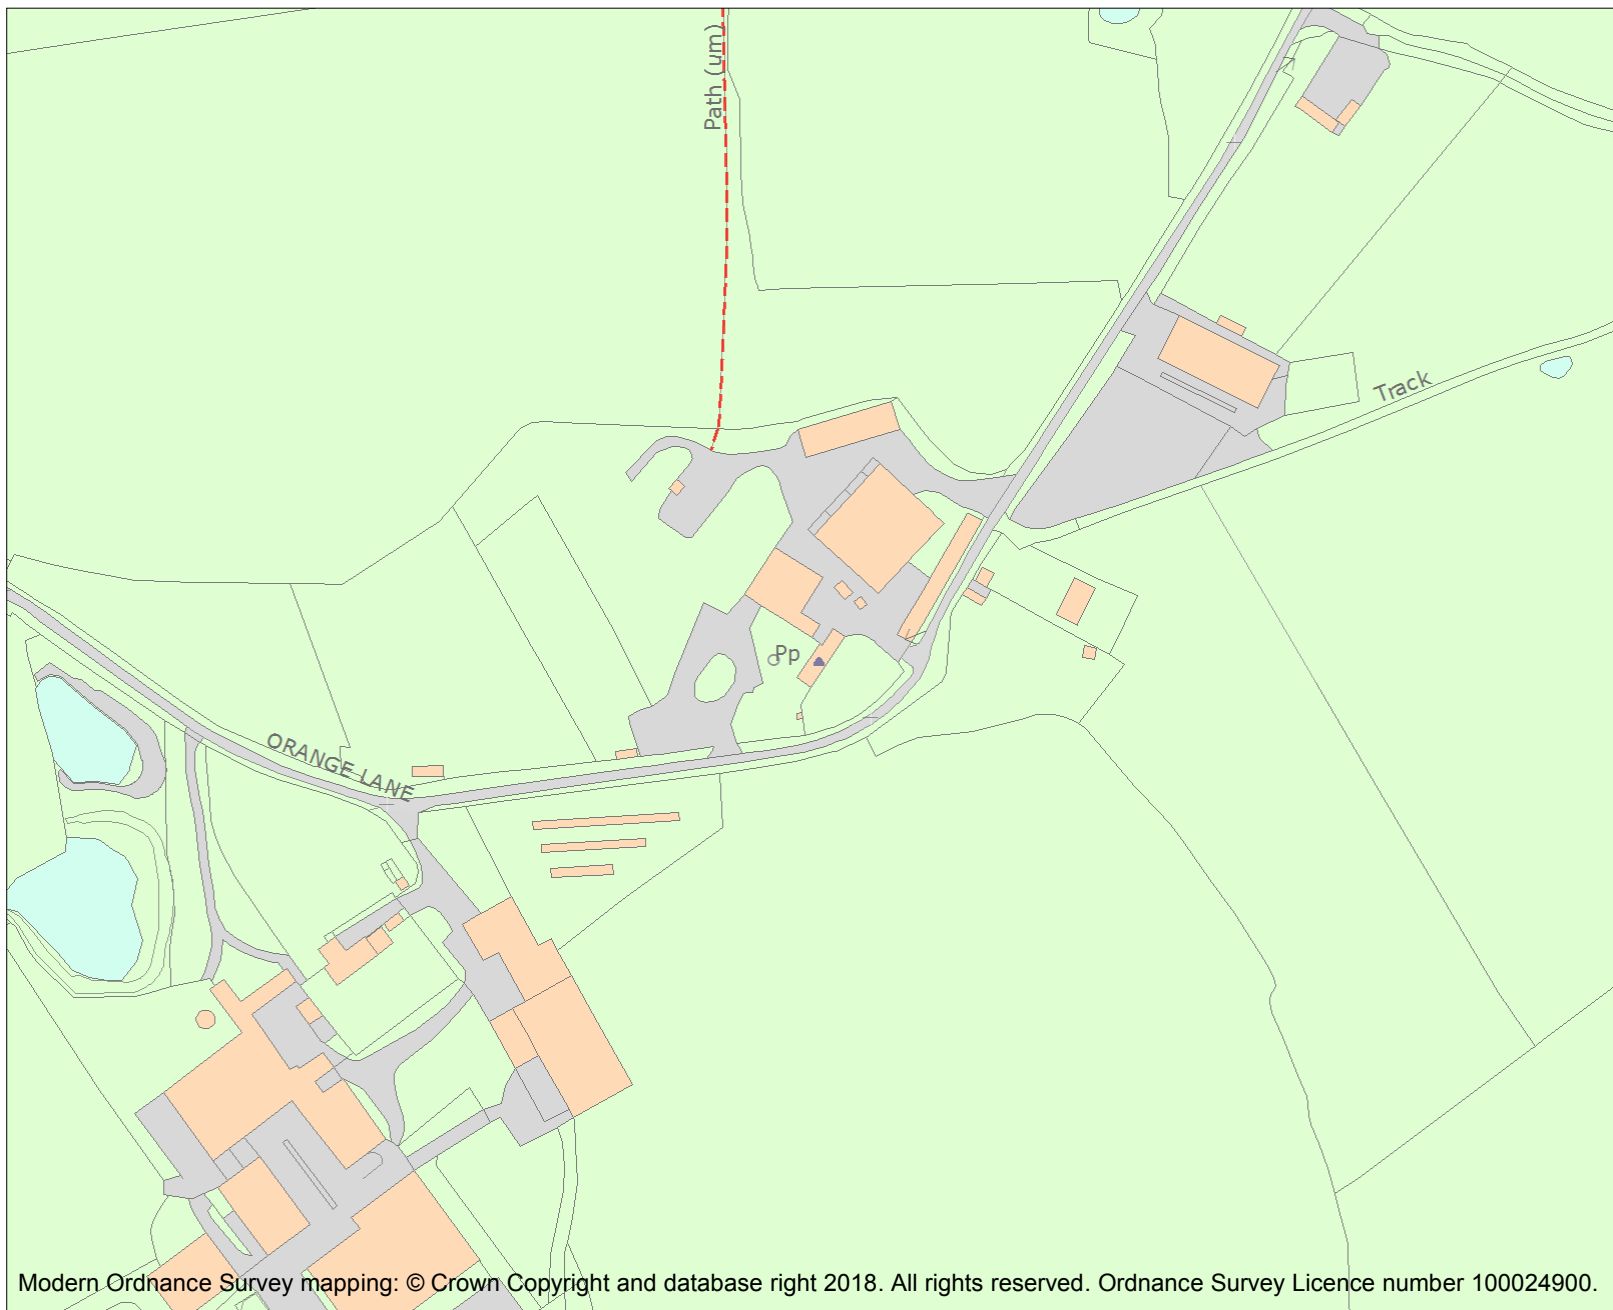 Path (um)
Track
Pp
ORANGE LANE
Modern Ordnance Survey mapping: © Crown Copyright and database right 2018. All rights reserved. Ordnance Survey Licence number 100024900.